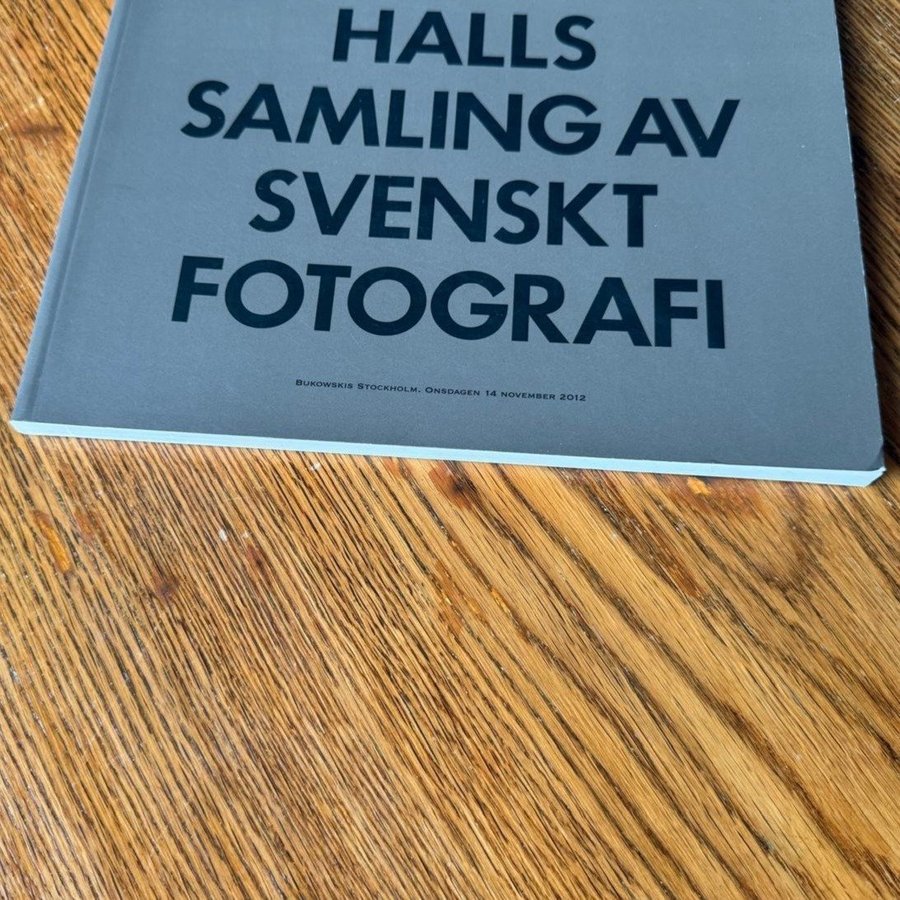 HALLS
SAMLING AV
SVENSKT
FOTOGRAFI
BUKOWSKIS STOCKHOLM. ONSDAGEN 14 NOVEMBER 2012